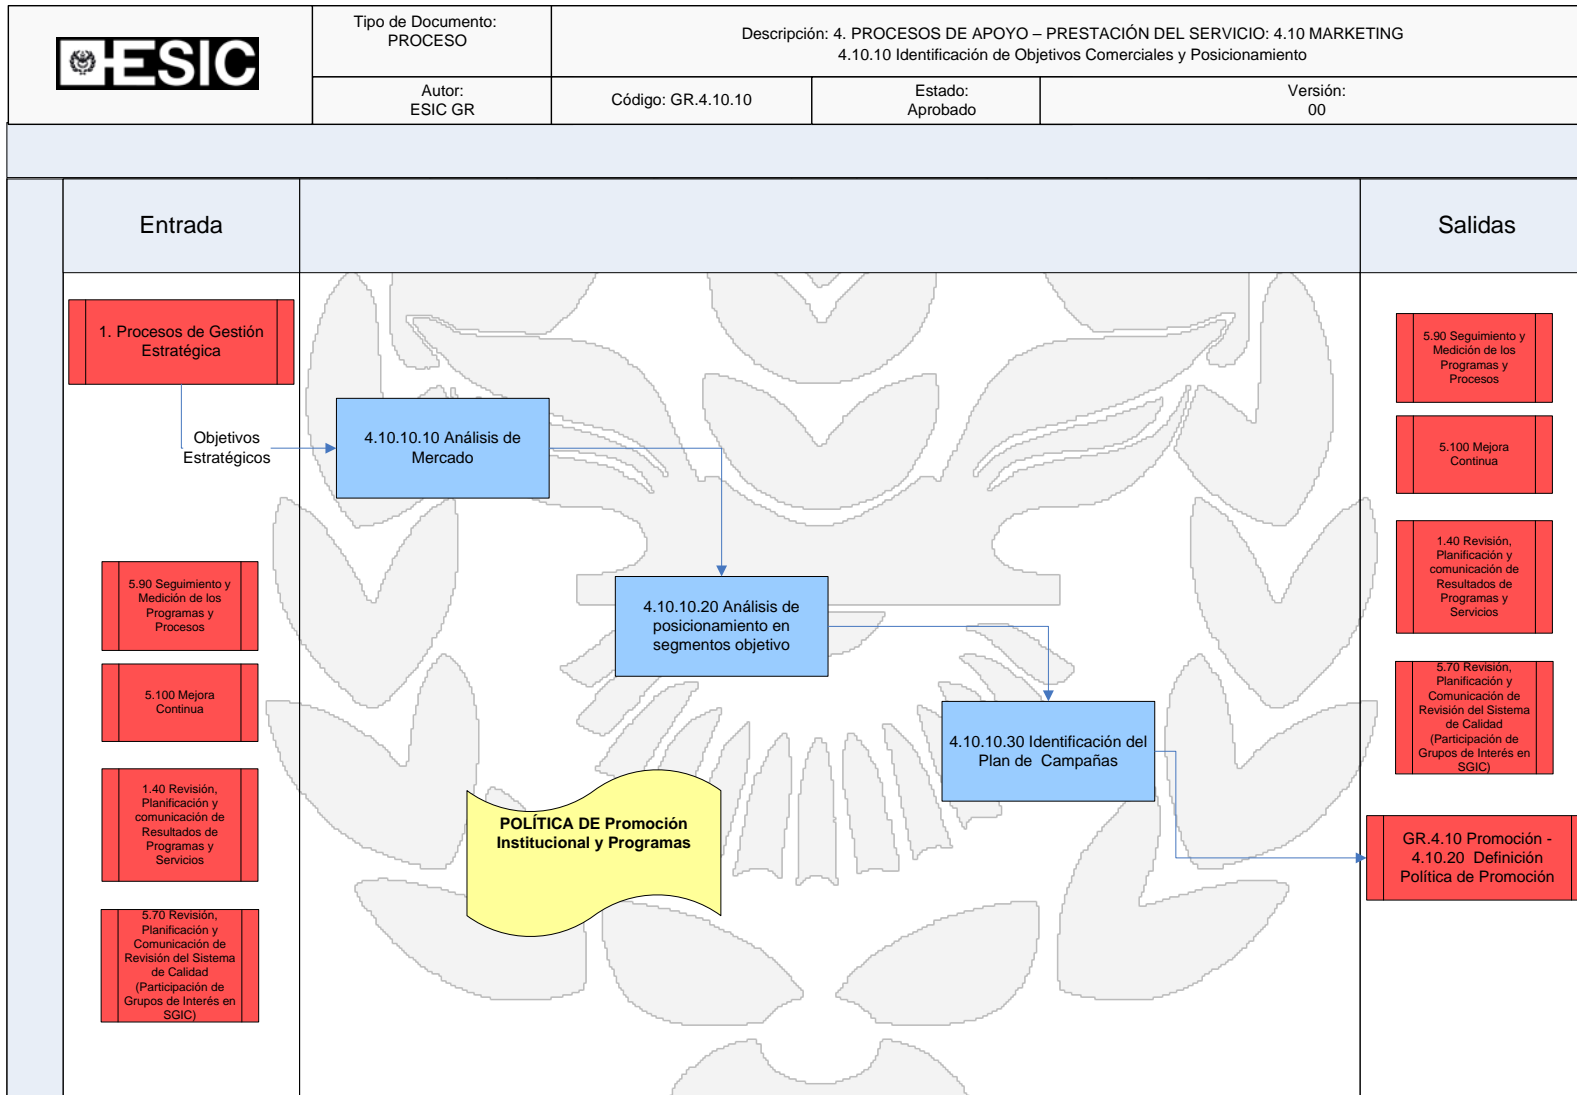 ESIC
Tipo de Documento:
PROCESO
Descripción: 4. PROCESOS DE APOYO – PRESTACIÓN DEL SERVICIO: 4.10 MARKETING
4.10.10 Identificación de Objetivos Comerciales y Posicionamiento
Autor:
ESIC GR
Código: GR.4.10.10
Estado:
Aprobado
Versión:
00
Entrada
Salidas
1. Procesos de Gestión
Estratégica
Objetivos
Estratégicos
5.90 Seguimiento y
Medición de los
Programas y
Procesos
5.100 Mejora
Continua
1.40 Revisión,
Planificación y
comunicación de
Resultados de
Programas y
Servicios
5.70 Revisión,
Planificación y
Comunicación de
Revisión del Sistema
de Calidad
(Participación de
Grupos de Interés en
SGIC)
4.10.10.10 Análisis de
Mercado
4.10.10.20 Análisis de
posicionamiento en
segmentos objetivo
4.10.10.30 Identificación del
Plan de  Campañas
POLÍTICA DE Promoción
Institucional y Programas
5.90 Seguimiento y
Medición de los
Programas y
Procesos
5.100 Mejora
Continua
1.40 Revisión,
Planificación y
comunicación de
Resultados de
Programas y
Servicios
5.70 Revisión,
Planificación y
Comunicación de
Revisión del Sistema
de Calidad
(Participación de
Grupos de Interés en
SGIC)
GR.4.10 Promoción -
4.10.20  Definición
Política de Promoción